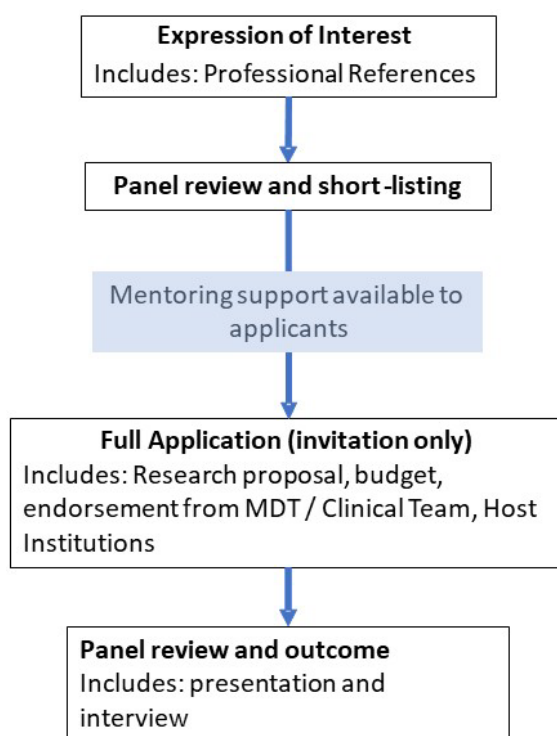 Expression of Interest
Includes: Professional References
Panel review and short-listing
Mentoring support available to
applicants
Full Application (invitation only)
Includes: Research proposal, budget,
endorsement from MDT / Clinical Team, Host
Institutions
Panel review and outcome
Includes: presentation and
interview